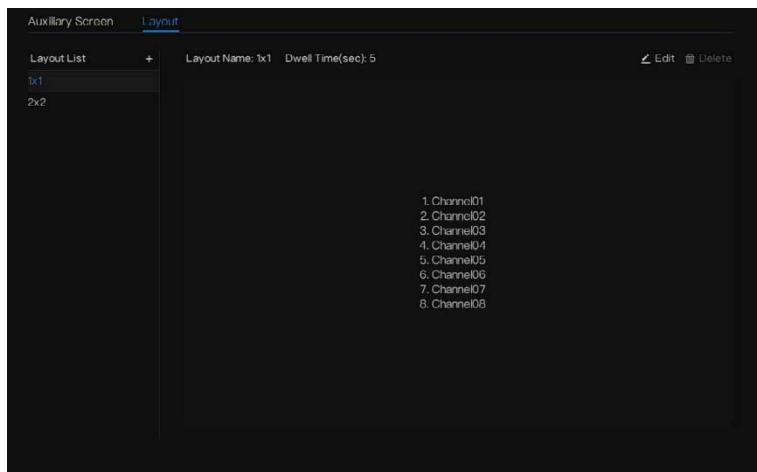 Auxiliary Screen Layout
Layout List + Layout Name: 1x1 Dwell Time(sec): 5 Edit Delete
1x1
2x2
1. Channel01
2. Channel02
3. Channel03
4. Channel04
5. Channel05
6. Channel06
7. Channel07
8. Channel08